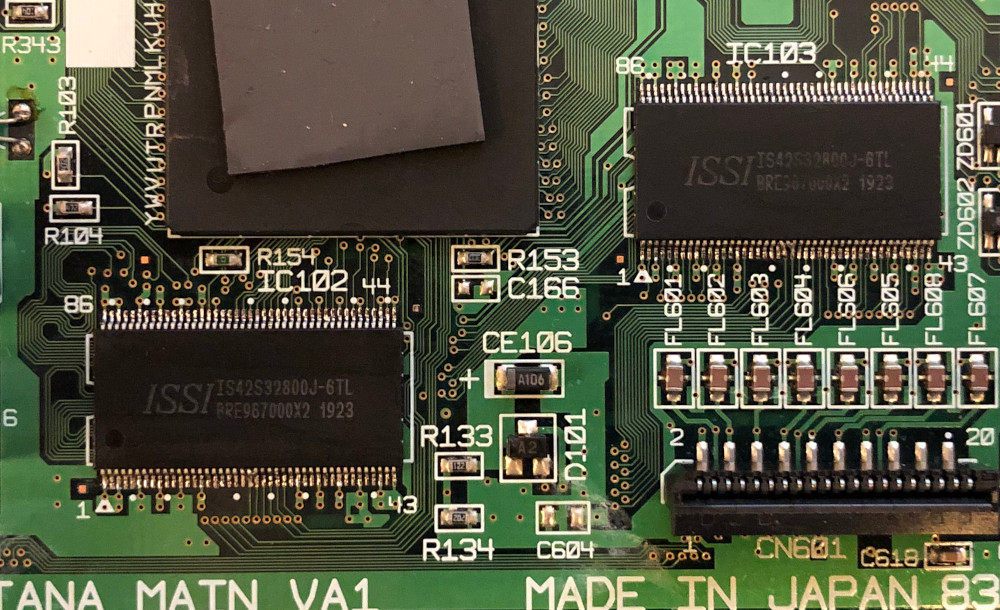 R343
R103
R104
YWVUTRPNMLKJH
R154
IC102
86
44
ISSI IS42S32800J-6TL
BRE967000X2 1923
1
43
6
R153
C166
CE106
+
A106
R133
D101
A2
R134
C604
IC103
86
44
ISSI IS42S32800J-6TL
BRE967000X2 1923
1
43
ZD601
ZD602
FL601
FL602
FL603
FL604
FL606
FL605
FL608
FL607
2
20
1
CN601
C618
TANA MAIN VA1
MADE IN JAPAN 83